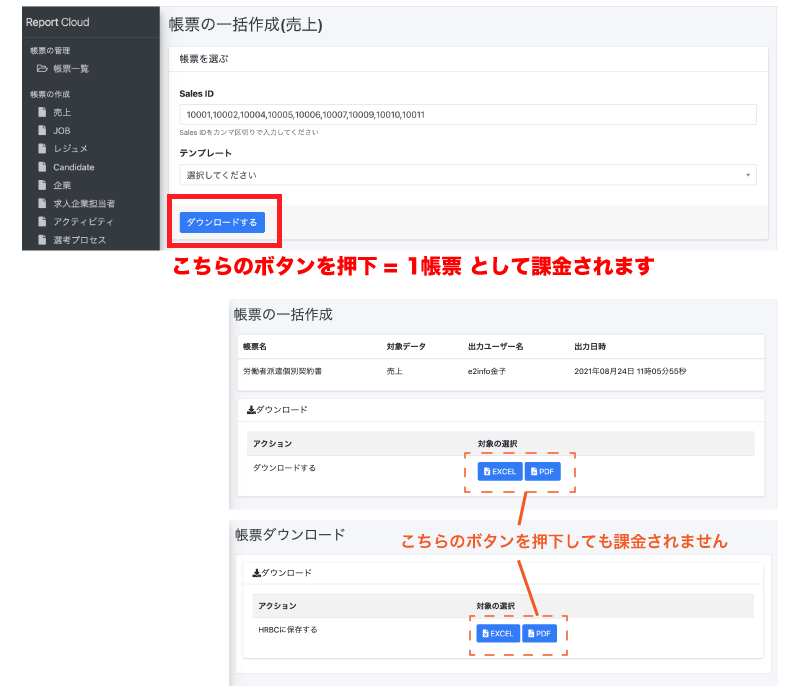 Report Cloud
帳票の管理
帳票一覧
帳票の作成
売上
JOB
レジュメ
Candidate
企業
求人企業担当者
アクティビティ
選考プロセス
帳票の一括作成(売上)
帳票を選ぶ
Sales ID
10001,10002,10004,10005,10006,10007,10009,10010,10011
Sales IDをカンマ区切りで入力してください
テンプレート
選択してください
ダウンロードする
こちらのボタンを押下 = 1帳票 として課金されます
帳票の一括作成
帳票名 対象データ 出力ユーザー名 出力日時
労働者派遣個別契約書 売上 e2info金子 2021年08月24日 11時05分55秒
ダウンロード
アクション 対象の選択
ダウンロードする EXCEL PDF
帳票ダウンロード
こちらのボタンを押下しても課金されません
ダウンロード
アクション 対象の選択
HRBCに保存する EXCEL PDF